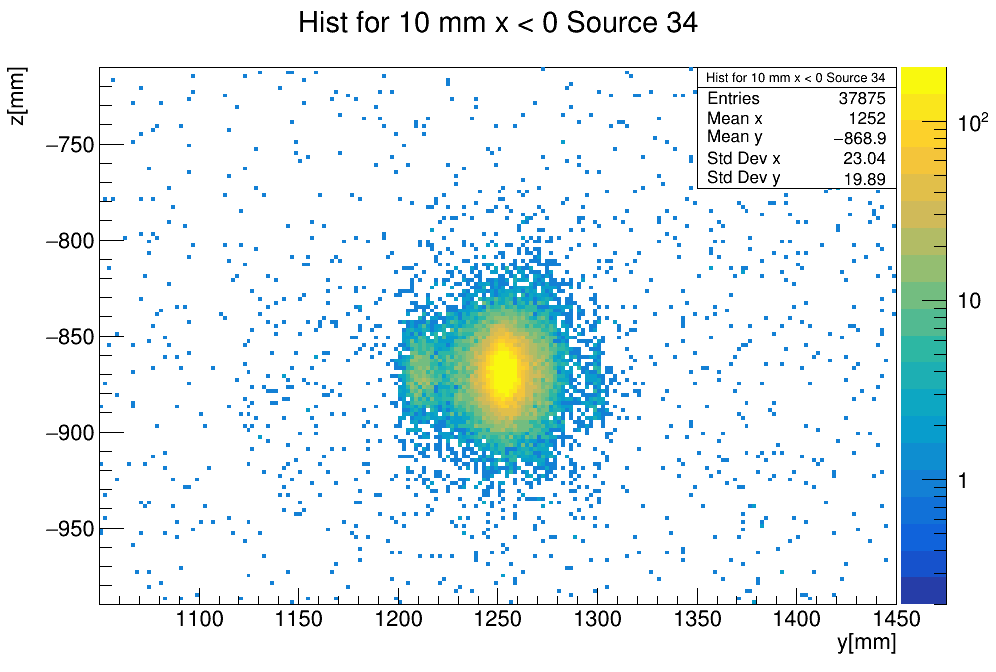 Hist for 10 mm x < 0 Source 34
z[mm]
Hist for 10 mm x < 0 Source 34
Entries 37875
Mean x 1252
Mean y −868.9
Std Dev x 23.04
Std Dev y 19.89
−750
−800
−850
−900
−950
10²
10
1
1100 1150 1200 1250 1300 1350 1400 1450
y[mm]